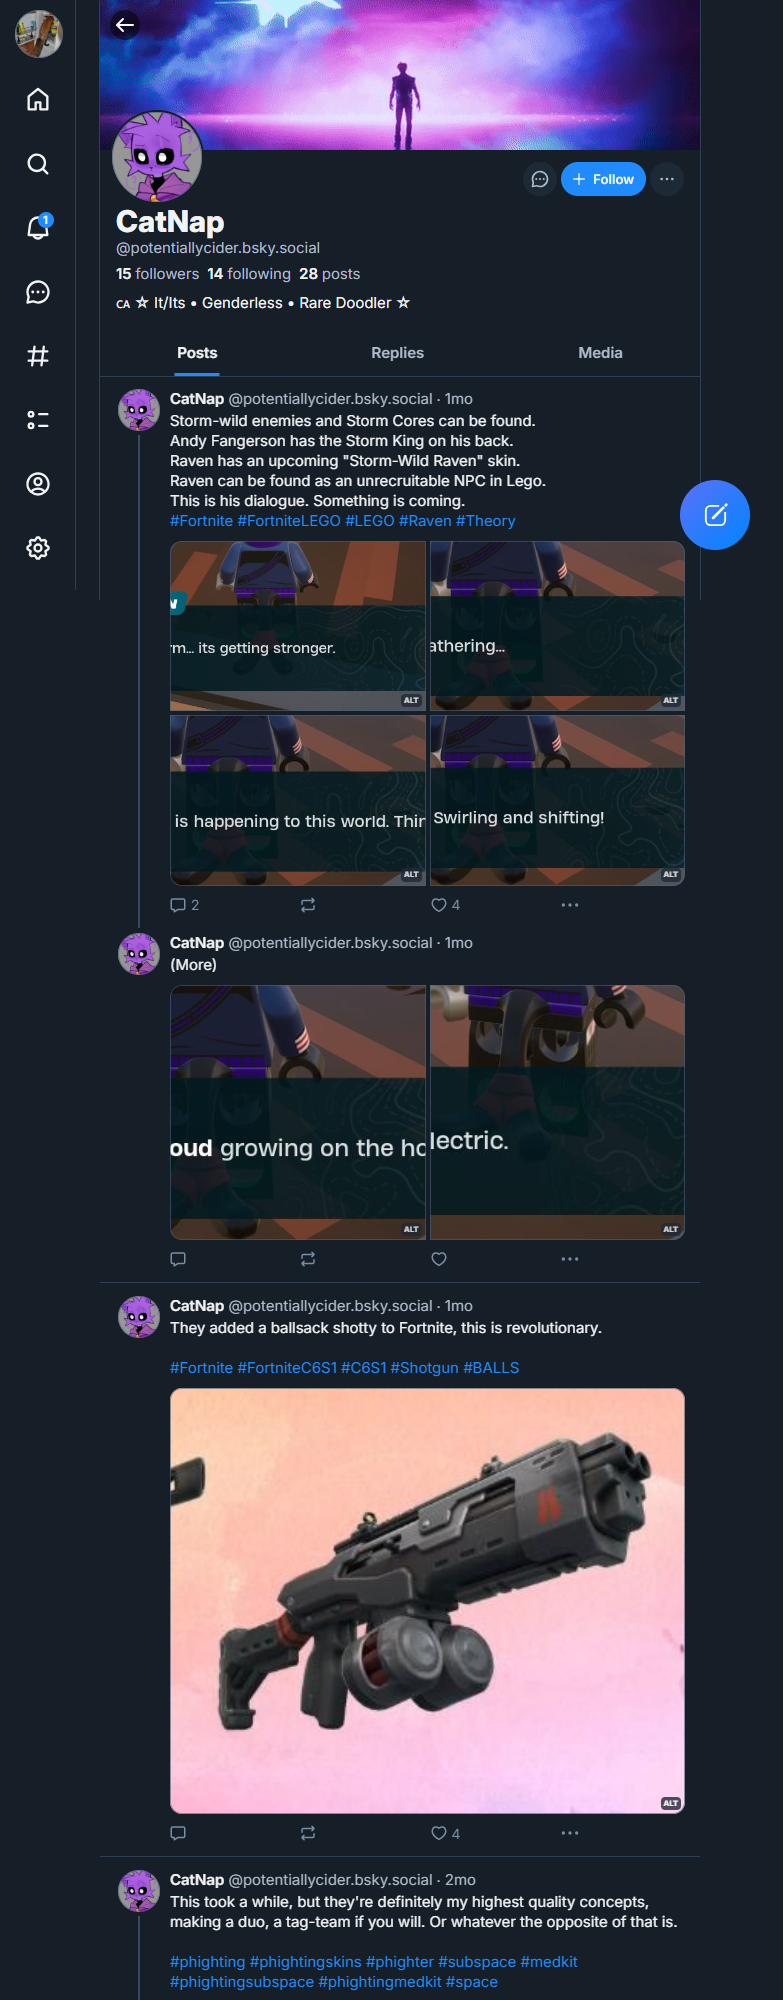 1
Follow
CatNap
@potentiallycider.bsky.social
15 followers 14 following 28 posts
CA ☆ It/Its • Genderless • Rare Doodler ☆
Posts Replies Media
CatNap @potentiallycider.bsky.social · 1mo
Storm-wild enemies and Storm Cores can be found.
Andy Fangerson has the Storm King on his back.
Raven has an upcoming "Storm-Wild Raven" skin.
Raven can be found as an unrecruitable NPC in Lego.
This is his dialogue. Something is coming.
#Fortnite #FortniteLEGO #LEGO #Raven #Theory
rm... its getting stronger.
ALT
athering...
ALT
is happening to this world. Thin
ALT
Swirling and shifting!
ALT
2 4
CatNap @potentiallycider.bsky.social · 1mo
(More)
oud growing on the ho
ALT
lectric.
ALT
CatNap @potentiallycider.bsky.social · 1mo
They added a ballsack shotty to Fortnite, this is revolutionary.
#Fortnite #FortniteC6S1 #C6S1 #Shotgun #BALLS
ALT
4
CatNap @potentiallycider.bsky.social · 2mo
This took a while, but they're definitely my highest quality concepts,
making a duo, a tag-team if you will. Or whatever the opposite of that is.
#phighting #phightingskins #phighter #subspace #medkit
#phightingsubspace #phightingmedkit #space